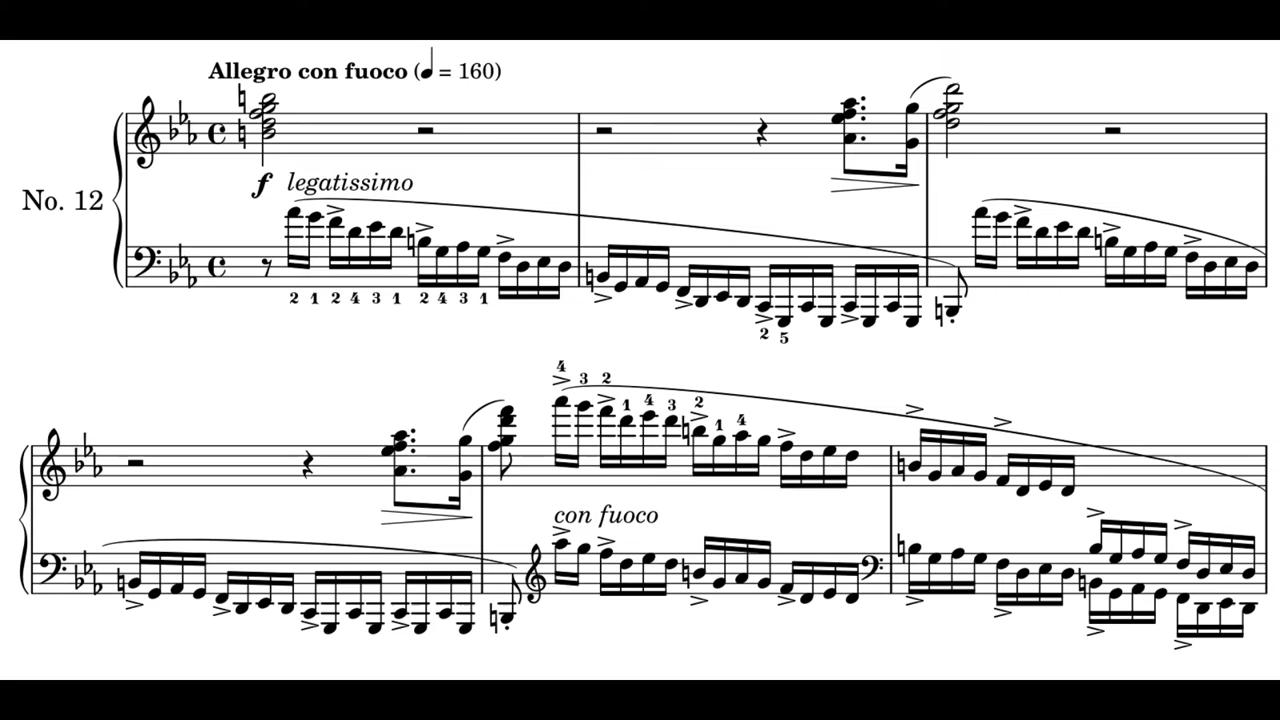 Allegro con fuoco (♩ = 160)
No. 12
f legatissimo
2 1 2 4 3 1 2 4 3 1
2 5
4 3 2 1 4 3 2 1 4
con fuoco